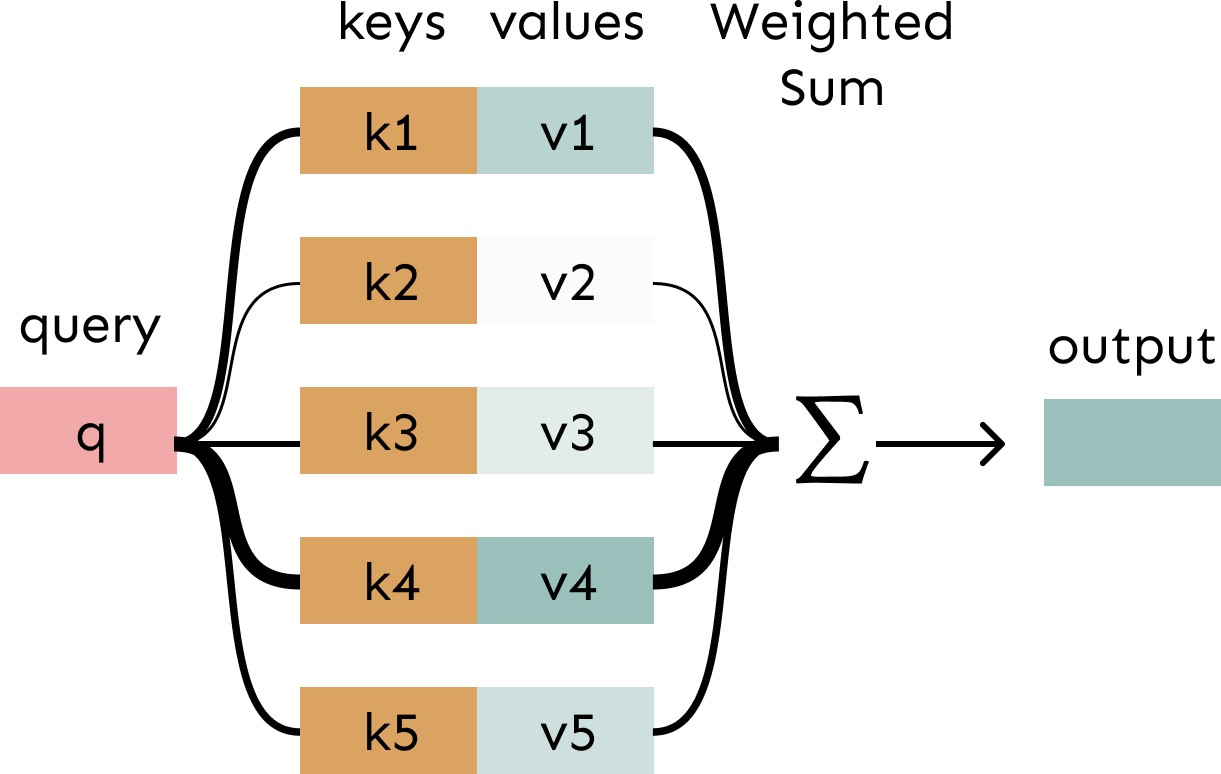 keys values Weighted
Sum
k1 v1
k2 v2
query
output
q
k3 v3
∑
k4 v4
k5 v5